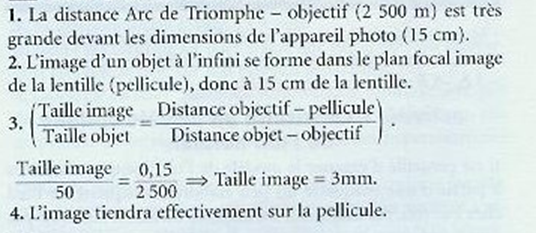 1. La distance Arc de Triomphe – objectif (2 500 m) est très
grande devant les dimensions de l'appareil photo (15 cm).
2. L'image d'un objet à l'infini se forme dans le plan focal image
de la lentille (pellicule), donc à 15 cm de la lentille.
3. (Taille image / Taille objet = Distance objectif – pellicule / Distance objet – objectif)
Taille image / 50 = 0,15 / 2 500 ⟹ Taille image = 3mm.
4. L'image tiendra effectivement sur la pellicule.